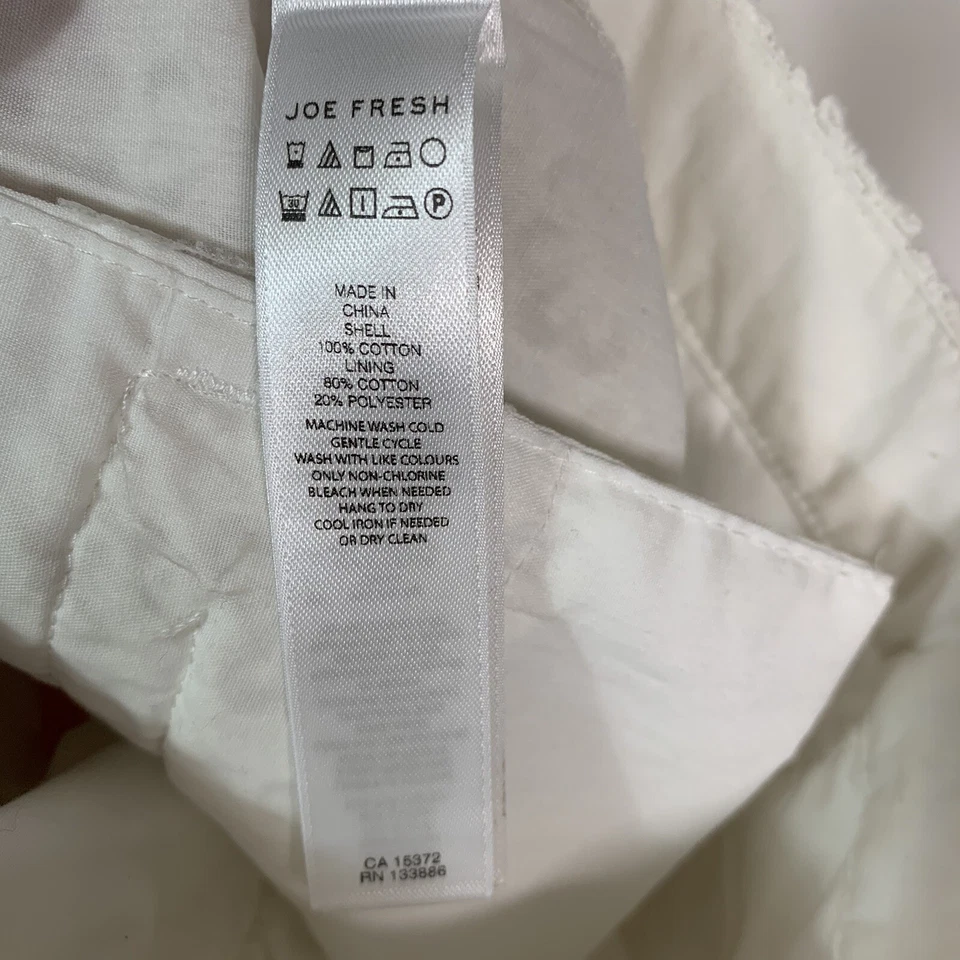 JOE FRESH
30
I
P
MADE IN
CHINA
SHELL
100% COTTON
LINING
80% COTTON
20% POLYESTER
MACHINE WASH COLD
GENTLE CYCLE
WASH WITH LIKE COLOURS
ONLY NON-CHLORINE
BLEACH WHEN NEEDED
HANG TO DRY
COOL IRON IF NEEDED
OR DRY CLEAN
CA 15372
RN 133886